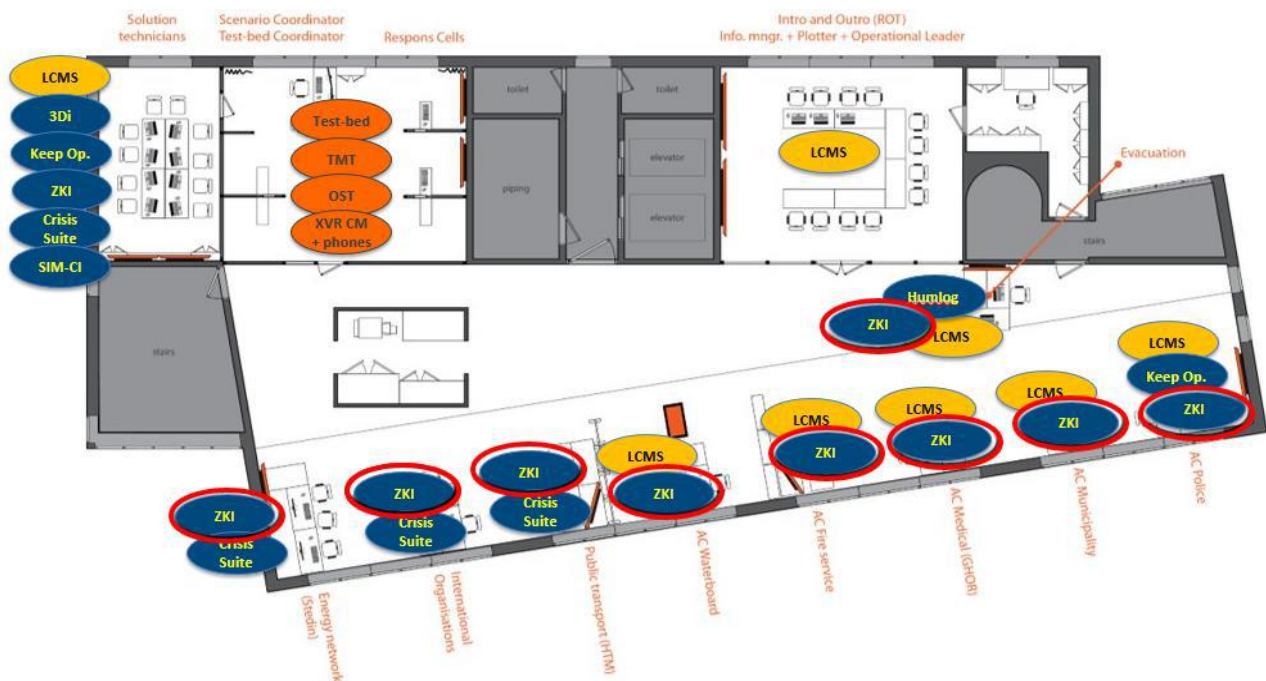 Solution
technicians
Scenario Coordinator
Test-bed Coordinator
Respons Cells
Intro and Outro (ROT)
Info. mngr. + Plotter + Operational Leader
LCMS
3Di
Keep Op.
ZKI
Crisis
Suite
SIM-CI
Test-bed
TMT
OST
XVR CM
+ phones
toilet
piping
toilet
elevator
elevator
LCMS
Evacuation
stairs
stairs
Humlog
ZKI
LCMS
LCMS
Keep Op.
ZKI
LCMS
ZKI
LCMS
ZKI
LCMS
ZKI
LCMS
ZKI
ZKI
Crisis
Suite
ZKI
Crisis
Suite
ZKI
Crisis
Suite
Energy network
(Stedin)
International
Organisations
Public transport (HTM)
AC Waterboard
AC Fire service
AC Medical (GHOR)
AC Municipality
AC Police